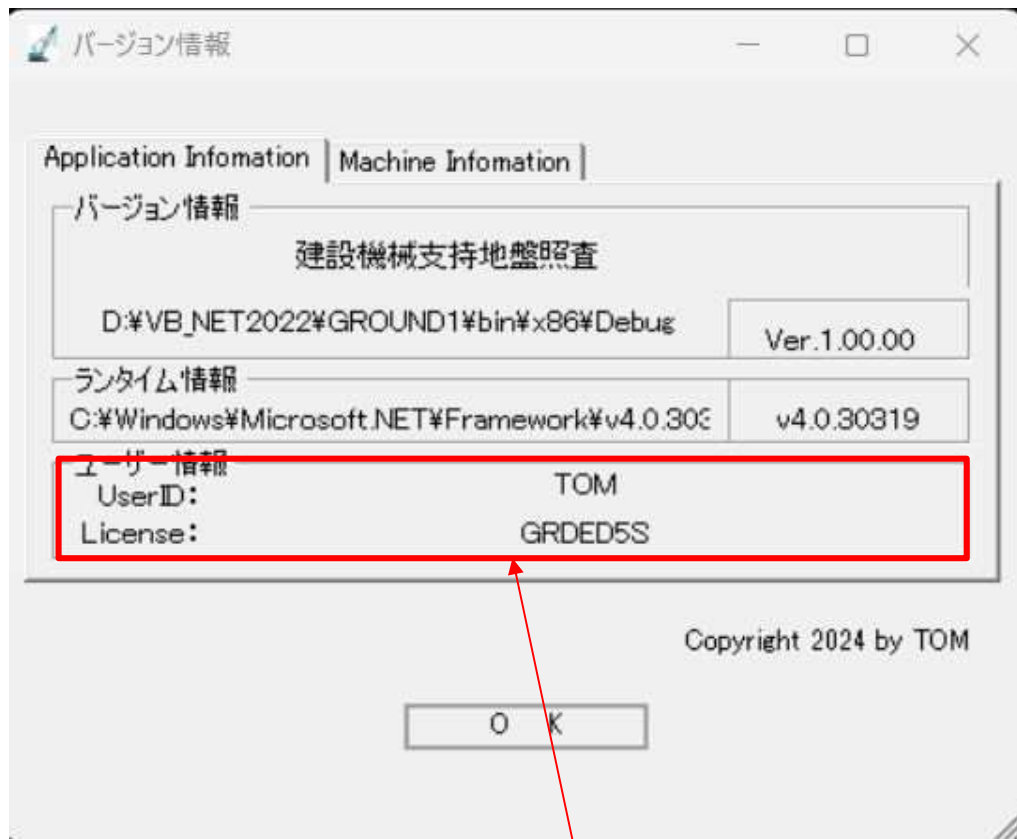 バージョン情報
Application Infomation
Machine Infomation
バージョン情報
建設機械支持地盤照査
D:¥VB_NET2022¥GROUND1¥bin¥x86¥Debug
Ver.1.00.00
ランタイム情報
C:¥Windows¥Microsoft.NET¥Framework¥v4.0.303
v4.0.30319
ユーザー情報
UserID: TOM
License: GRDED5S
Copyright 2024 by TOM
O K